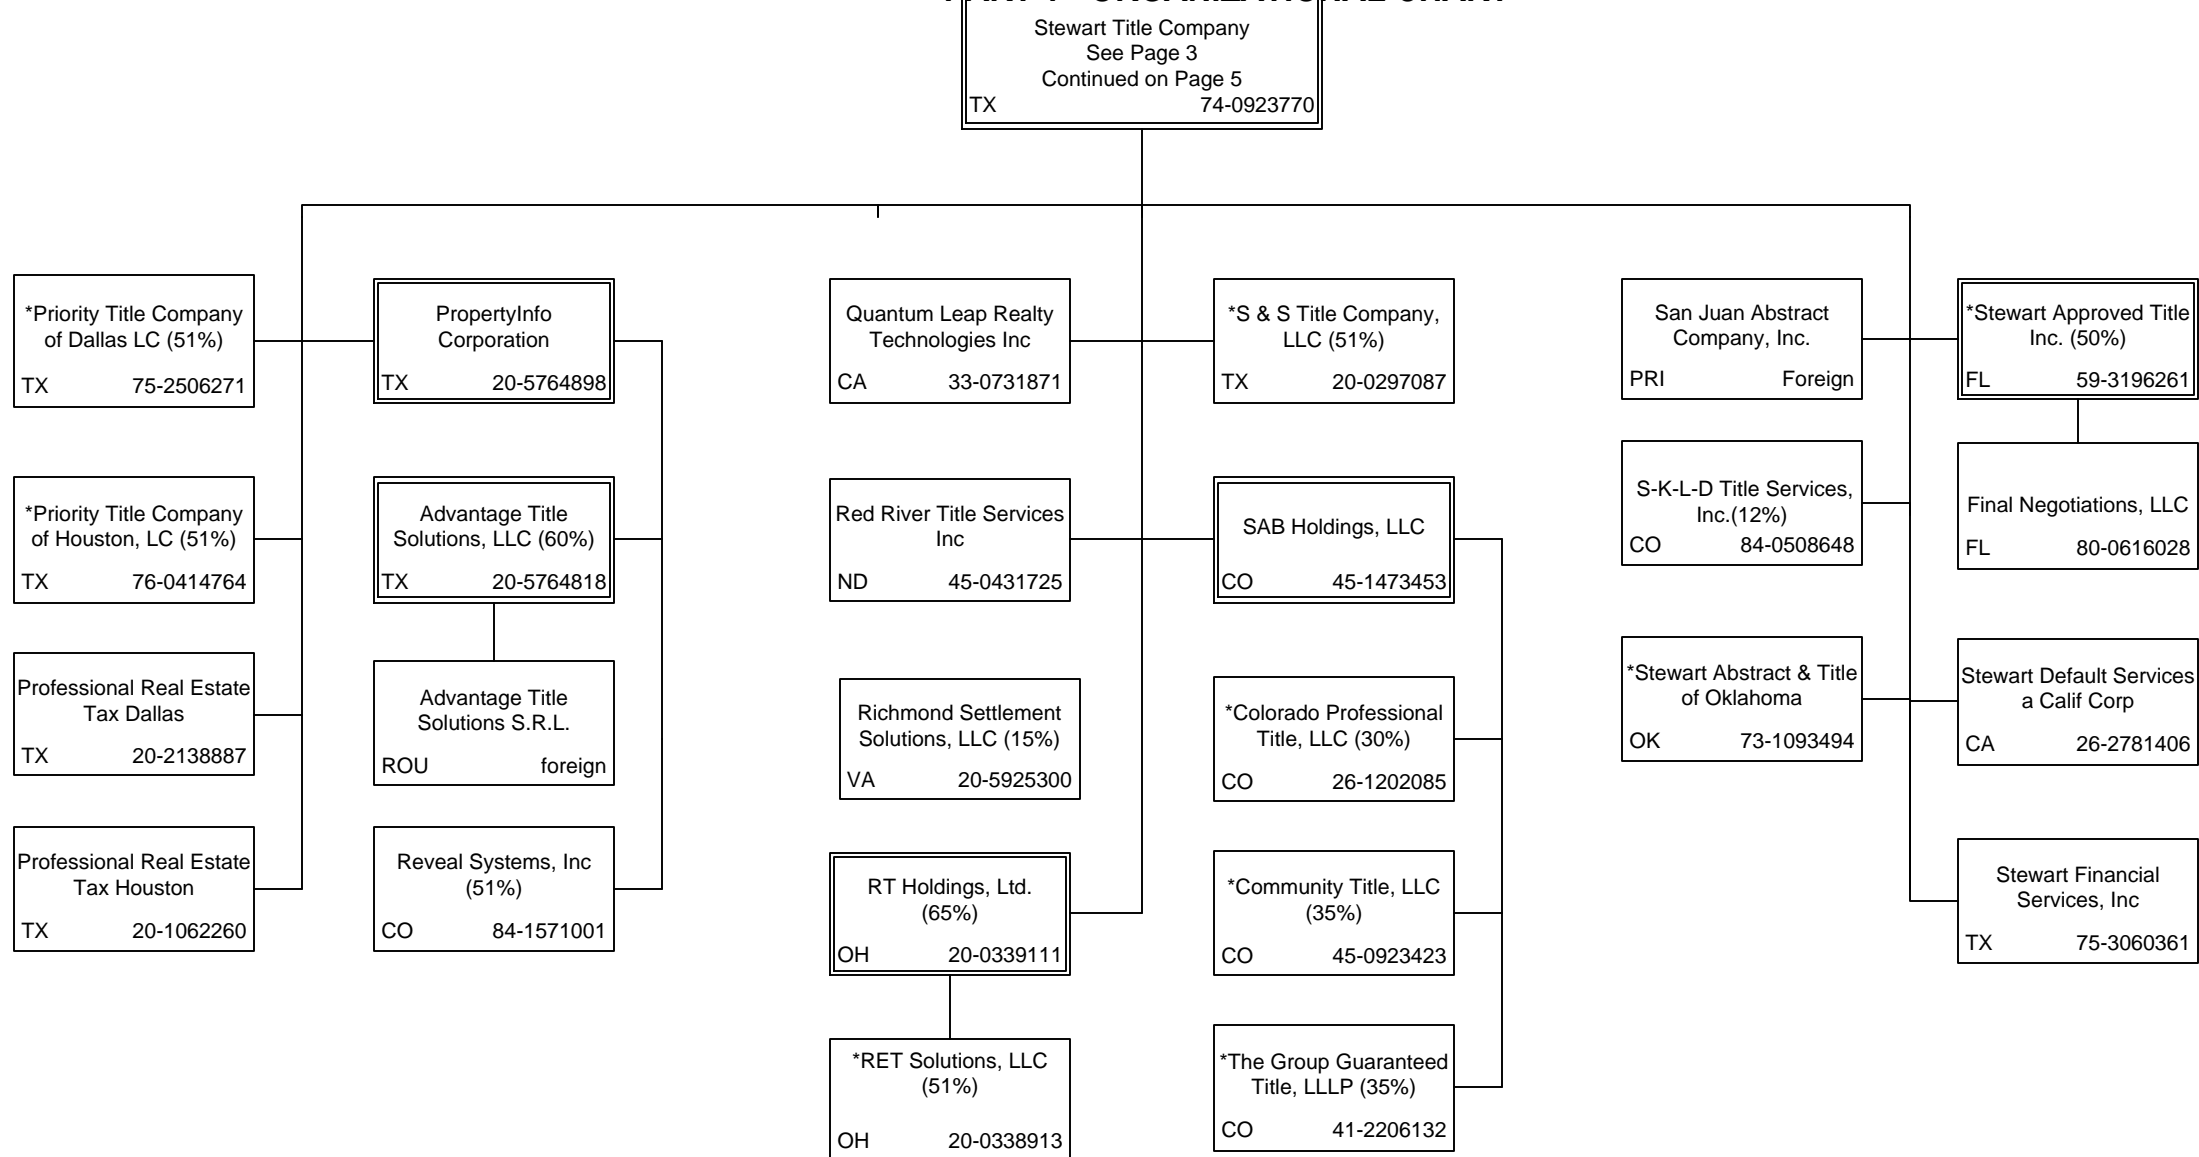 Stewart Title Company
See Page 3
Continued on Page 5
TX 74-0923770
*Priority Title Company
of Dallas LC (51%)
TX 75-2506271
PropertyInfo
Corporation
TX 20-5764898
Quantum Leap Realty
Technologies Inc
CA 33-0731871
*S & S Title Company,
LLC (51%)
TX 20-0297087
San Juan Abstract
Company, Inc.
PRI Foreign
*Stewart Approved Title
Inc. (50%)
FL 59-3196261
*Priority Title Company
of Houston, LC (51%)
TX 76-0414764
Advantage Title
Solutions, LLC (60%)
TX 20-5764818
Red River Title Services
Inc
ND 45-0431725
SAB Holdings, LLC
CO 45-1473453
S-K-L-D Title Services,
Inc.(12%)
CO 84-0508648
Final Negotiations, LLC
FL 80-0616028
Professional Real Estate
Tax Dallas
TX 20-2138887
Advantage Title
Solutions S.R.L.
ROU foreign
Richmond Settlement
Solutions, LLC (15%)
VA 20-5925300
*Colorado Professional
Title, LLC (30%)
CO 26-1202085
*Stewart Abstract & Title
of Oklahoma
OK 73-1093494
Stewart Default Services
a Calif Corp
CA 26-2781406
Professional Real Estate
Tax Houston
TX 20-1062260
Reveal Systems, Inc
(51%)
CO 84-1571001
RT Holdings, Ltd.
(65%)
OH 20-0339111
*Community Title, LLC
(35%)
CO 45-0923423
Stewart Financial
Services, Inc
TX 75-3060361
*RET Solutions, LLC
(51%)
OH 20-0338913
*The Group Guaranteed
Title, LLLP (35%)
CO 41-2206132